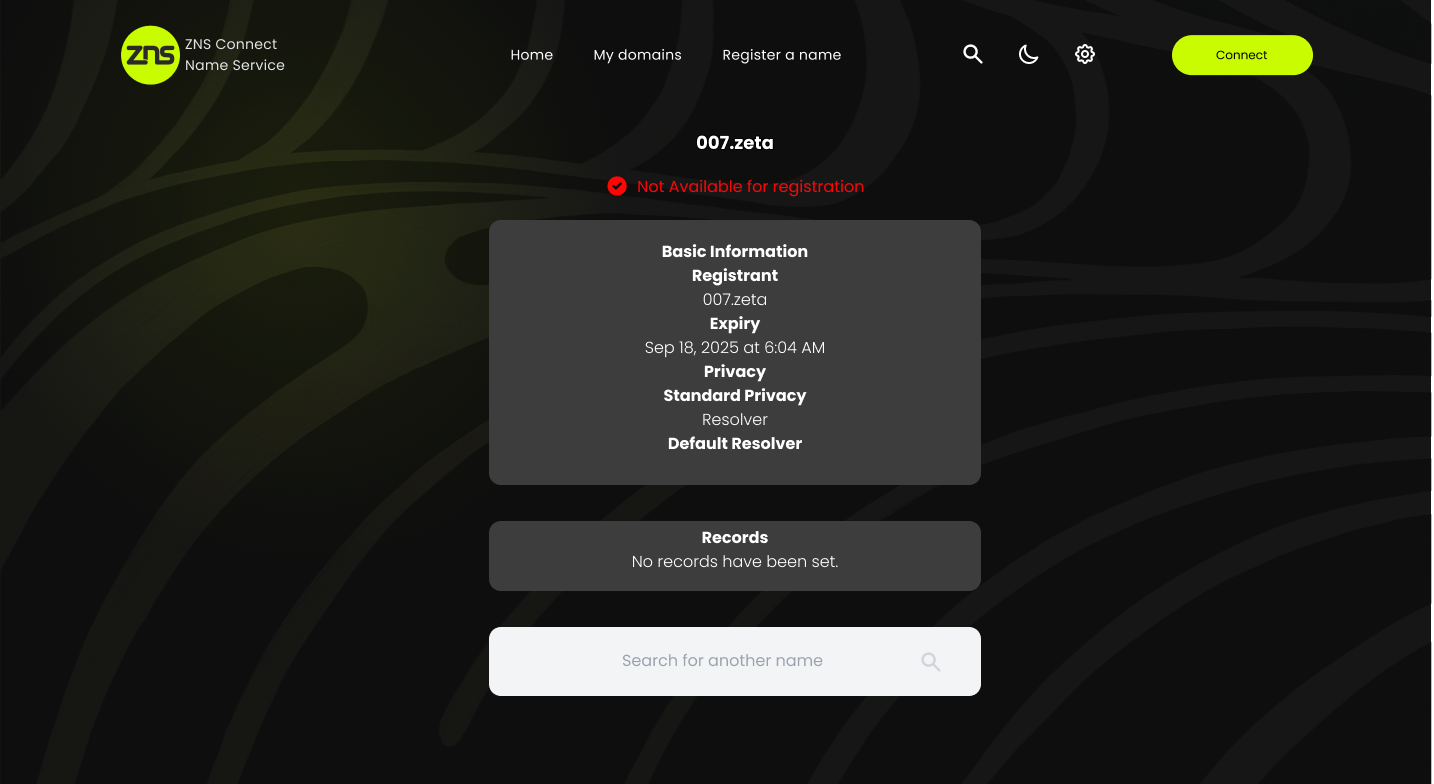 zns
ZNS Connect
Name Service
Home
My domains
Register a name
Connect
007.zeta
Not Available for registration
Basic Information
Registrant
007.zeta
Expiry
Sep 18, 2025 at 6:04 AM
Privacy
Standard Privacy
Resolver
Default Resolver
Records
No records have been set.
Search for another name